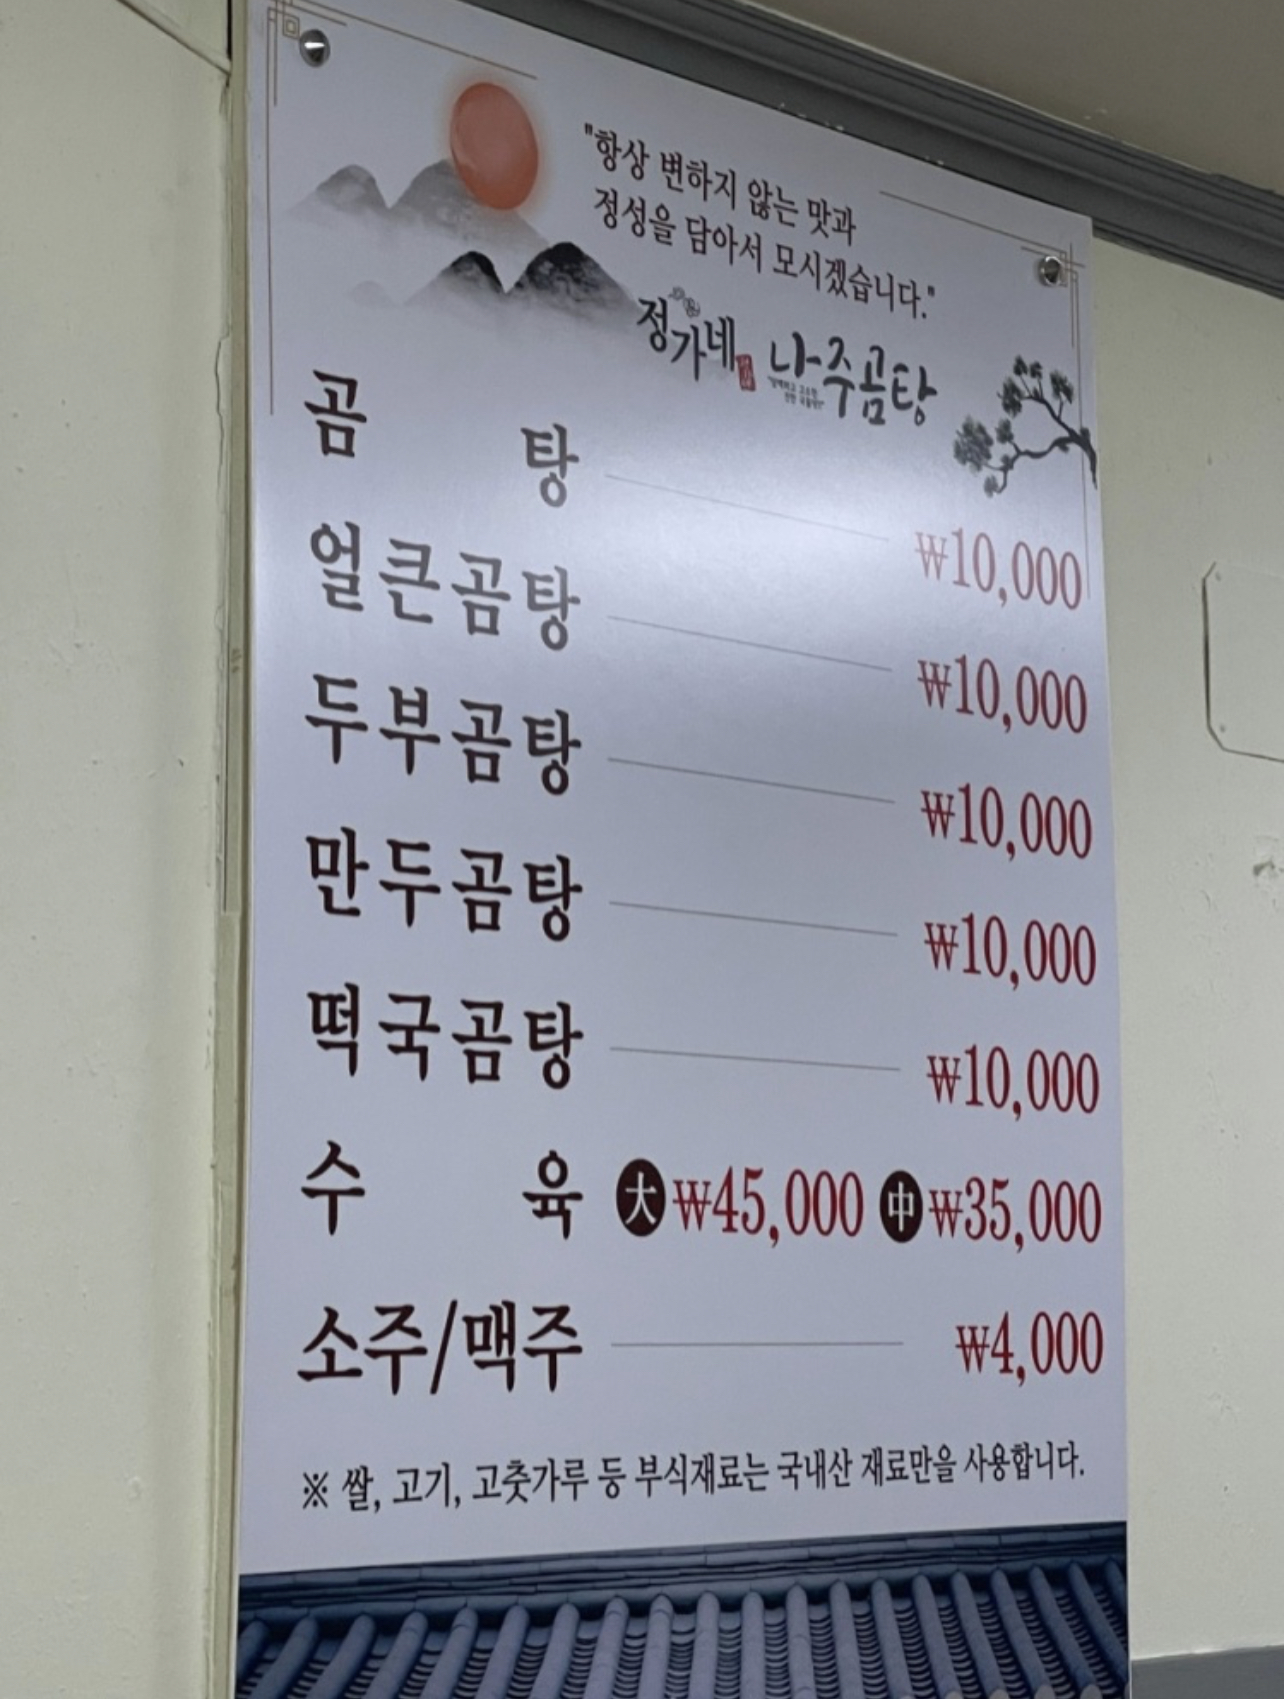 "항상 변하지 않는 맛과
정성을 담아서 모시겠습니다."
정가네 나주곰탕
곰탕 ₩10,000
얼큰곰탕 ₩10,000
두부곰탕 ₩10,000
만두곰탕 ₩10,000
떡국곰탕 ₩10,000
수육 大 ₩45,000 中 ₩35,000
소주/맥주 ₩4,000
※ 쌀, 고기, 고춧가루 등 부식재료는 국내산 재료만을 사용합니다.